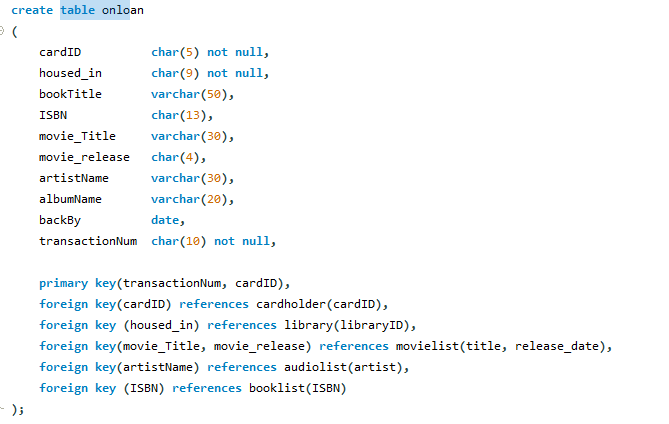 create table onloan
(
cardID char(5) not null,
housed_in char(9) not null,
bookTitle varchar(50),
ISBN char(13),
movie_Title varchar(30),
movie_release char(4),
artistName varchar(30),
albumName varchar(20),
backBy date,
transactionNum char(10) not null,
primary key(transactionNum, cardID),
foreign key(cardID) references cardholder(cardID),
foreign key (housed_in) references library(libraryID),
foreign key(movie_Title, movie_release) references movielist(title, release_date),
foreign key(artistName) references audiolist(artist),
foreign key (ISBN) references booklist(ISBN)
);